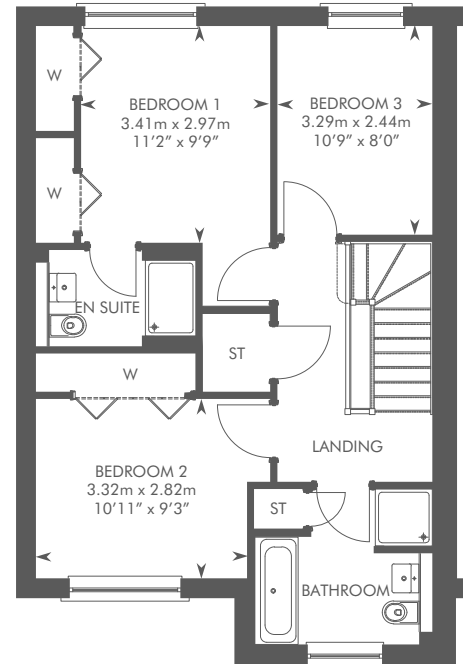 W
BEDROOM 1
3.41m x 2.97m
11’2” x 9’9”
BEDROOM 3
3.29m x 2.44m
10’9” x 8’0”
W
EN SUITE
W
ST
LANDING
BEDROOM 2
3.32m x 2.82m
10’11” x 9’3”
ST
BATHROOM